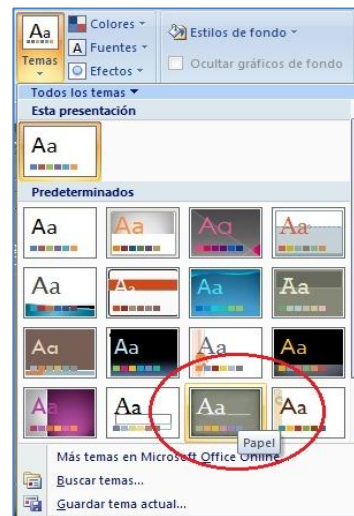 Aa
Temas
Colores
Fuentes
Efectos
Estilos de fondo
Ocultar gráficos de fondo
Todos los temas
Esta presentación
Aa
Predeterminados
Aa Aa Aa Aa
Aa Aa Aa Aa
Aa Aa Aa Aa
Aa Aa Aa Aa
Papel
Más temas en Microsoft Office Online...
Buscar temas...
Guardar tema actual...